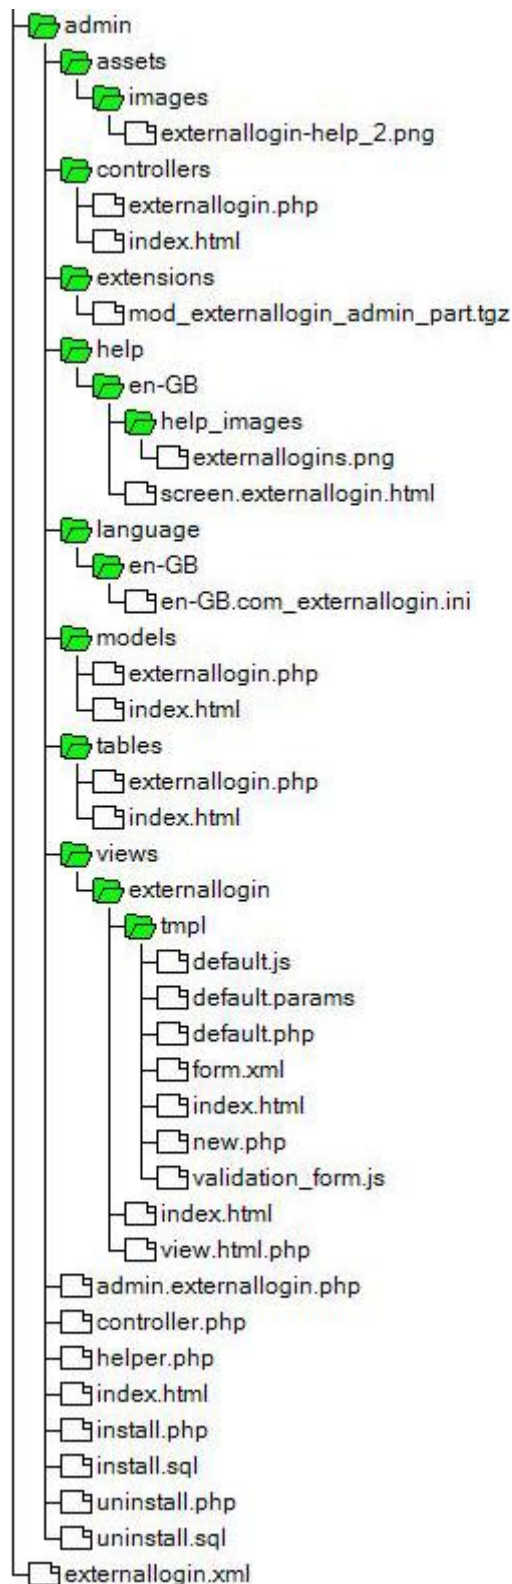 admin
assets
images
externallogin-help_2.png
controllers
externallogin.php
index.html
extensions
mod_externallogin_admin_part.tgz
help
en-GB
help_images
externallogins.png
screen.externallogin.html
language
en-GB
en-GB.com_externallogin.ini
models
externallogin.php
index.html
tables
externallogin.php
index.html
views
externallogin
tmpl
default.js
default.params
default.php
form.xml
index.html
new.php
validation_form.js
index.html
view.html.php
admin.externallogin.php
controller.php
helper.php
index.html
install.php
install.sql
uninstall.php
uninstall.sql
externallogin.xml